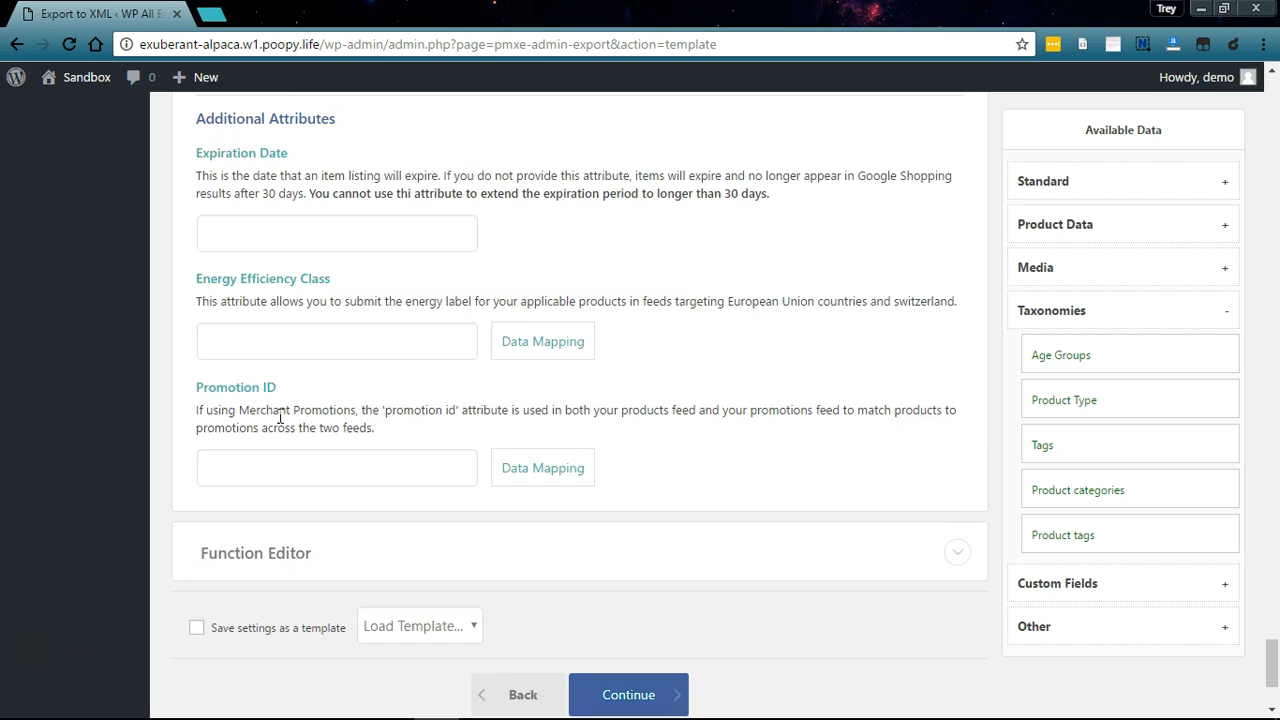 Export to XML ‹ WP All E
Trey
exuberant-alpaca.w1.poopy.life/wp-admin/admin.php?page=pmxe-admin-export&action=template
Sandbox
0
New
Howdy, demo
Additional Attributes
Expiration Date
This is the date that an item listing will expire. If you do not provide this attribute, items will expire and no longer appear in Google Shopping
results after 30 days. You cannot use thi attribute to extend the expiration period to longer than 30 days.
Energy Efficiency Class
This attribute allows you to submit the energy label for your applicable products in feeds targeting European Union countries and switzerland.
Data Mapping
Promotion ID
If using Merchant Promotions, the 'promotion id' attribute is used in both your products feed and your promotions feed to match products to
promotions across the two feeds.
Data Mapping
Function Editor
Save settings as a template
Load Template...
Back
Continue
Available Data
Standard +
Product Data +
Media +
Taxonomies -
Age Groups
Product Type
Tags
Product categories
Product tags
Custom Fields +
Other +